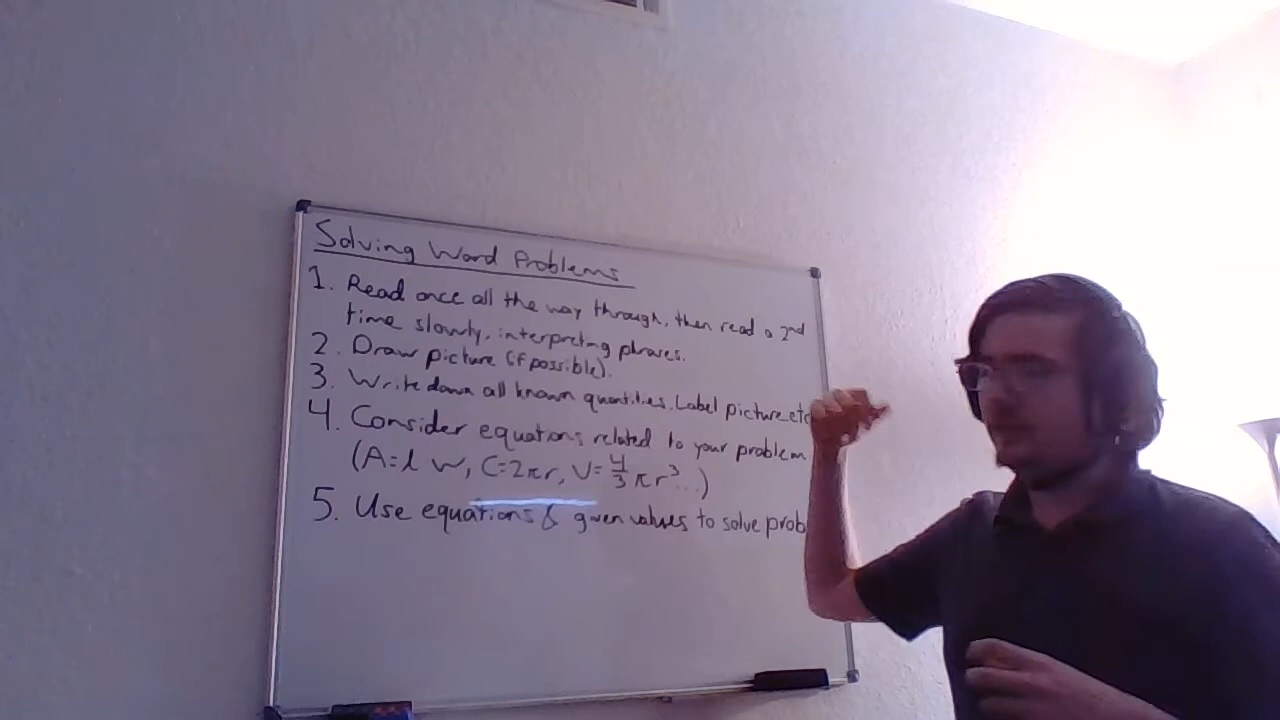 Solving Word Problems
1. Read once all the way through, then read a 2nd
time slowly, interpreting phrases.
2. Draw picture (if possible).
3. Write down all known quantities. Label picture etc
4. Consider equations related to your problem
(A=l w, C=2πr, V=4/3 πr³...)
5. Use equations & given values to solve prob